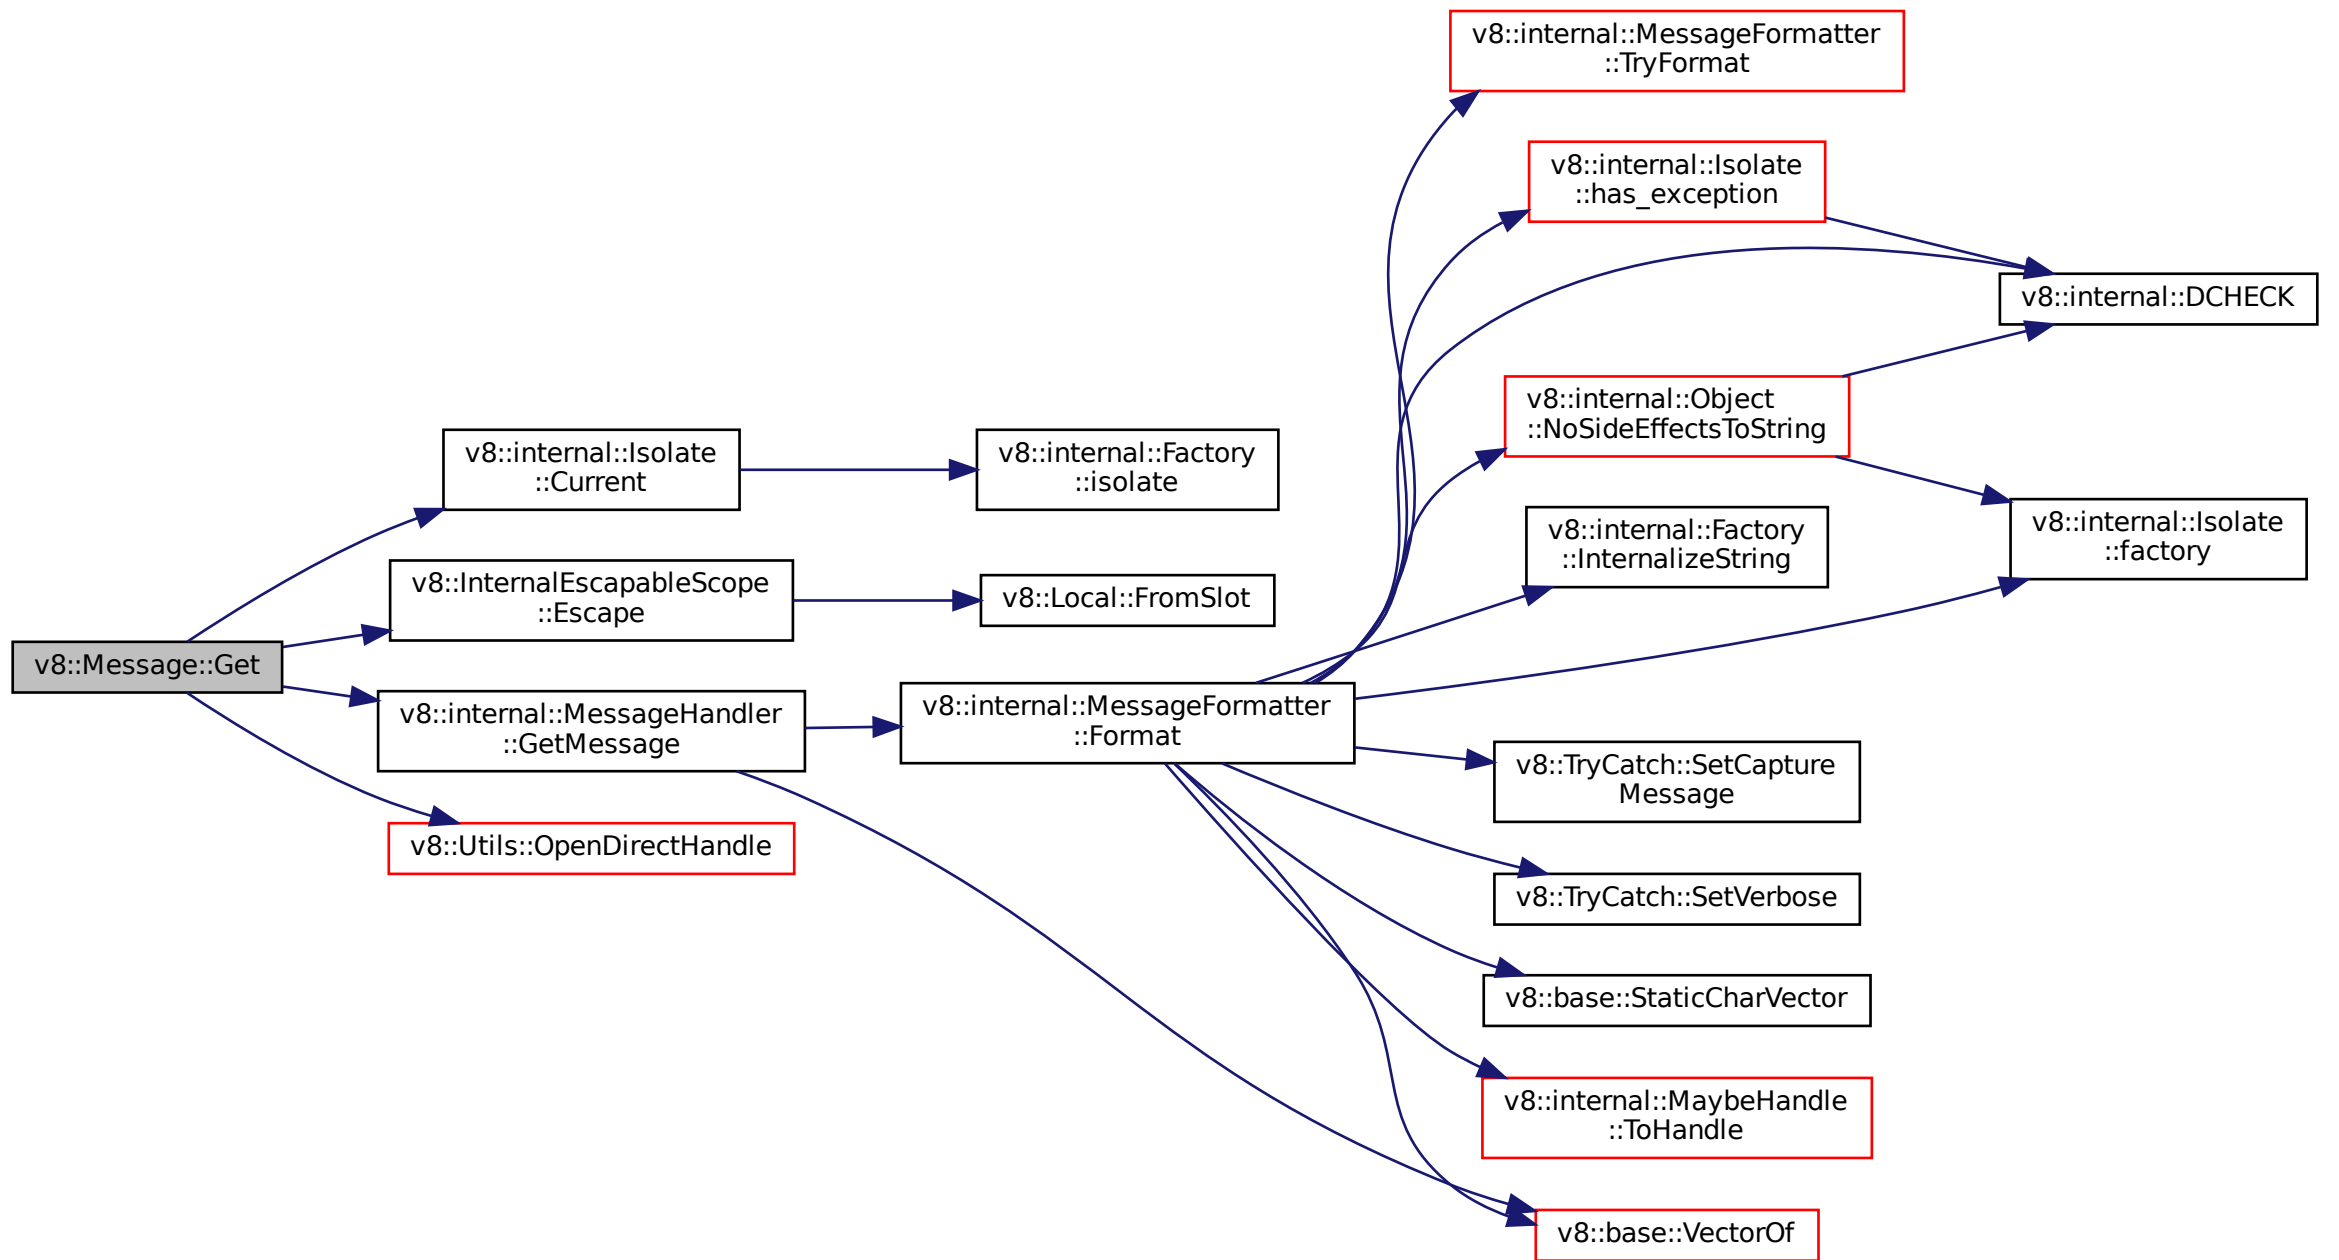 v8::Message::Get
v8::internal::Isolate
::Current
v8::internal::Factory
::isolate
v8::InternalEscapableScope
::Escape
v8::Local::FromSlot
v8::internal::MessageHandler
::GetMessage
v8::Utils::OpenDirectHandle
v8::internal::MessageFormatter
::Format
v8::internal::MessageFormatter
::TryFormat
v8::internal::Isolate
::has_exception
v8::internal::DCHECK
v8::internal::Object
::NoSideEffectsToString
v8::internal::Factory
::InternalizeString
v8::internal::Isolate
::factory
v8::TryCatch::SetCapture
Message
v8::TryCatch::SetVerbose
v8::base::StaticCharVector
v8::internal::MaybeHandle
::ToHandle
v8::base::VectorOf